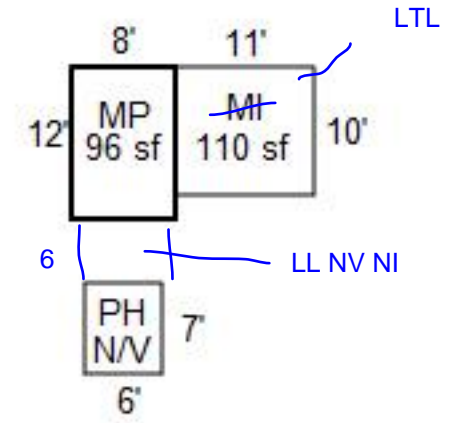 LTL
8' 11'
12' MP MI 10'
96 sf 110 sf
6 LL NV NI
PH 7'
N/V
6'